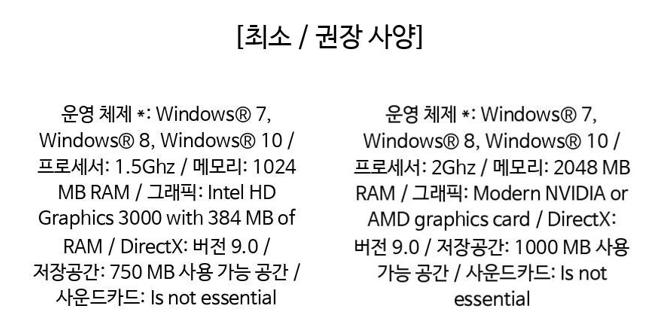 [최소 / 권장 사양]
운영 체제 *: Windows® 7,
Windows® 8, Windows® 10 /
프로세서: 1.5Ghz / 메모리: 1024
MB RAM / 그래픽: Intel HD
Graphics 3000 with 384 MB of
RAM / DirectX: 버전 9.0 /
저장공간: 750 MB 사용 가능 공간 /
사운드카드: Is not essential
운영 체제 *: Windows® 7,
Windows® 8, Windows® 10 /
프로세서: 2Ghz / 메모리: 2048 MB
RAM / 그래픽: Modern NVIDIA or
AMD graphics card / DirectX:
버전 9.0 / 저장공간: 1000 MB 사용
가능 공간 / 사운드카드: Is not
essential